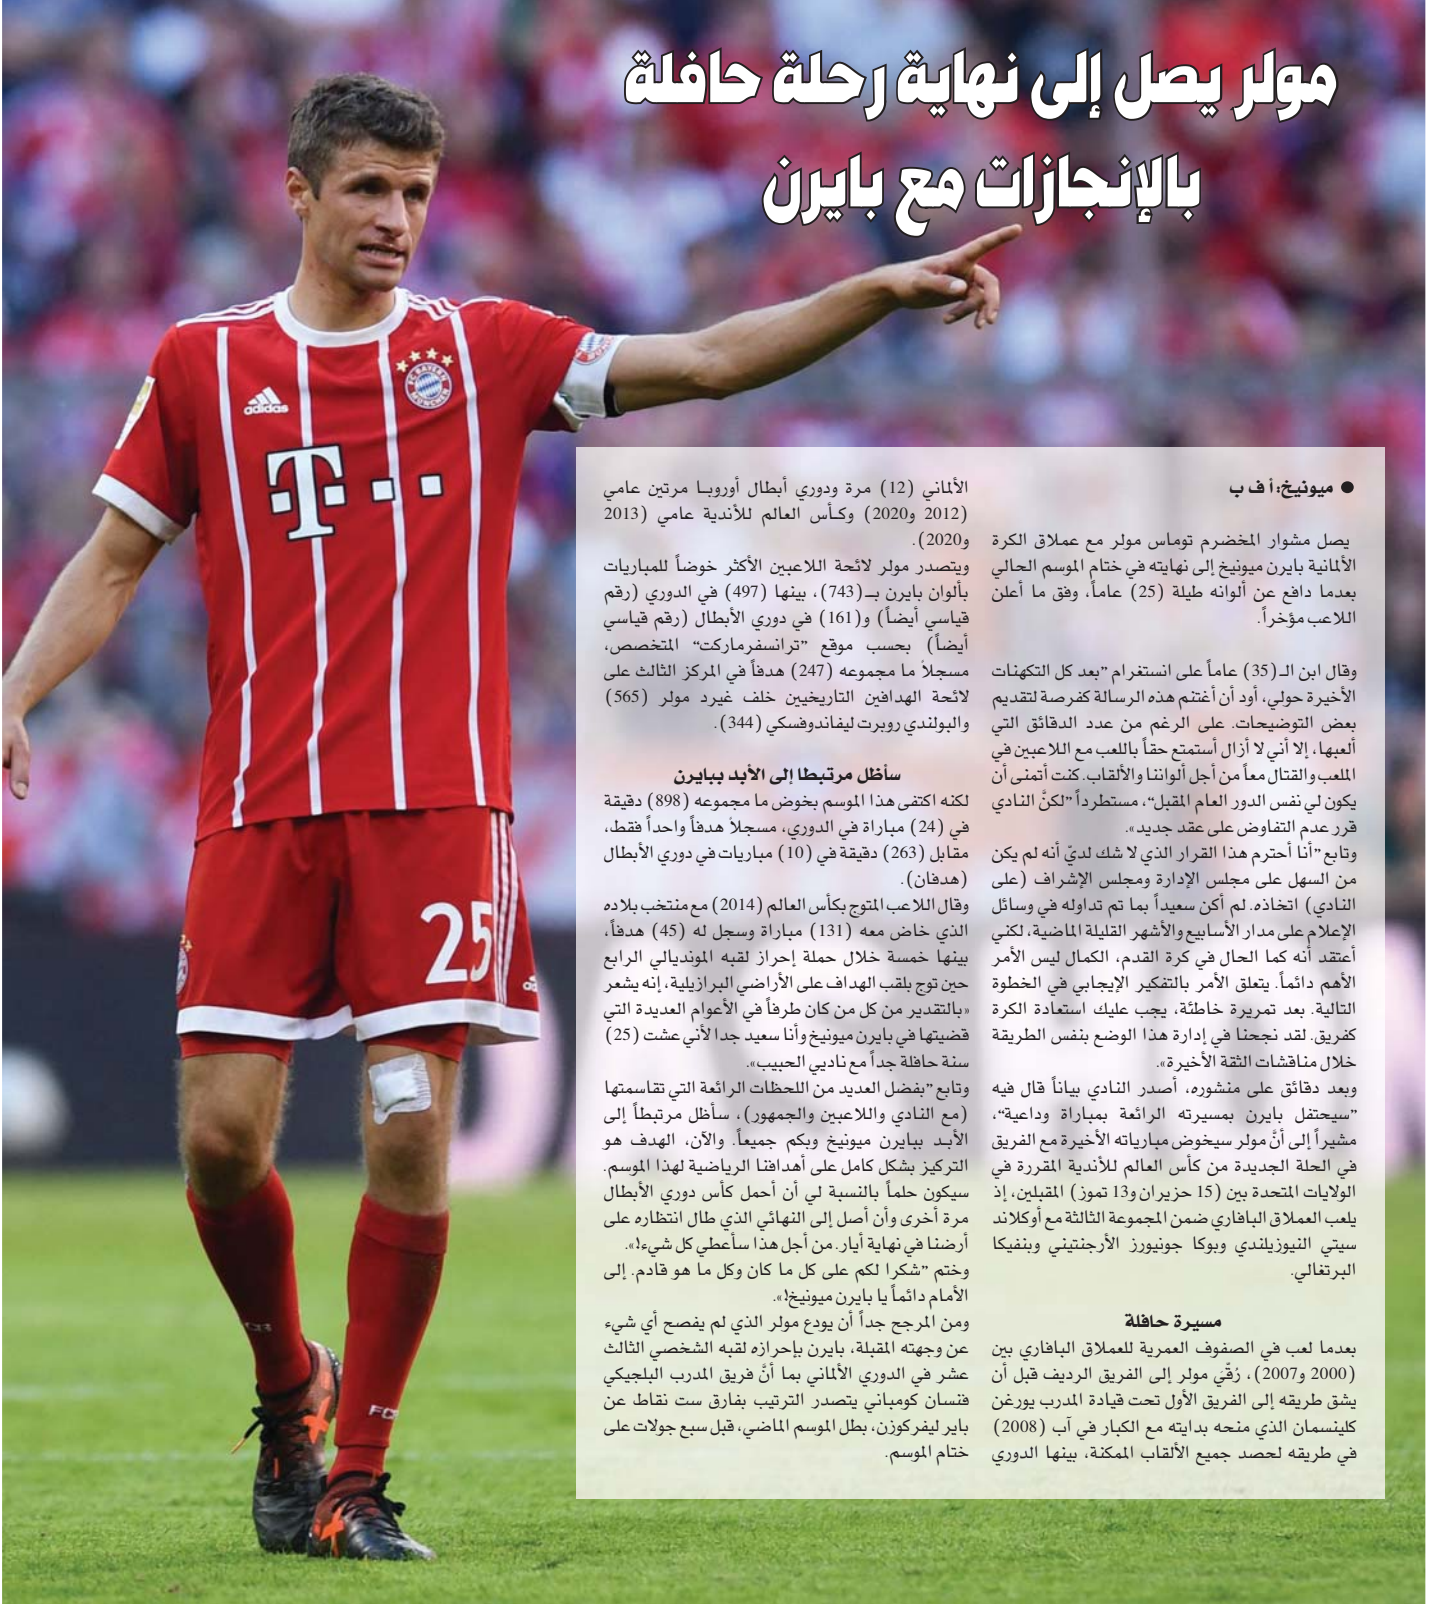 مولر يصل إلى نهاية رحلة حافلة
بالإنجازات مع بايرن
● ميونيخ: أ ف ب
يصل مشوار المخضرم توماس مولر مع عملاق الكرة
الألمانية بايرن ميونيخ إلى نهايته في ختام الموسم الحالي
بعدما دافع عن ألوانه طيلة (25) عاماً، وفق ما أعلن
اللاعب مؤخراً.
وقال ابن الـ(35) عاماً على انستغرام ”بعد كل التكهنات
الأخيرة حولي، أود أن أغتنم هذه الرسالة كفرصة لتقديم
بعض التوضيحات. على الرغم من عدد الدقائق التي
ألعبها، إلا أني لا أزال أستمتع حقاً باللعب مع اللاعبين في
الملعب والقتال معاً من أجل ألواننا والألقاب. كنت أتمنى أن
يكون لي نفس الدور العام المقبل“، مستطرداً ”لكنَّ النادي
قرر عدم التفاوض على عقد جديد».
وتابع ”أنا أحترم هذا القرار الذي لا شك لديّ أنه لم يكن
من السهل على مجلس الإدارة ومجلس الإشراف (على
النادي) اتخاذه. لم أكن سعيداً بما تم تداوله في وسائل
الإعلام على مدار الأسابيع والأشهر القليلة الماضية، لكني
أعتقد أنه كما الحال في كرة القدم، الكمال ليس الأمر
الأهم دائماً. يتعلق الأمر بالتفكير الإيجابي في الخطوة
التالية. بعد تمريرة خاطئة، يجب عليك استعادة الكرة
كفريق. لقد نجحنا في إدارة هذا الوضع بنفس الطريقة
خلال مناقشات الثقة الأخيرة».
وبعد دقائق على منشوره، أصدر النادي بياناً قال فيه
”سيحتفل بايرن بمسيرته الرائعة بمباراة وداعية“،
مشيراً إلى أنَّ مولر سيخوض مبارياته الأخيرة مع الفريق
في الحلة الجديدة من كأس العالم للأندية المقررة في
الولايات المتحدة بين (15 حزيران و13 تموز) المقبلين، إذ
يلعب العملاق البافاري ضمن المجموعة الثالثة مع أوكلاند
سيتي النيوزيلندي وبوكا جونيورز الأرجنتيني وبنفيكا
البرتغالي.
مسيرة حافلة
بعدما لعب في الصفوف العمرية للعملاق البافاري بين
(2000 و2007)، رُقّيَ مولر إلى الفريق الرديف قبل أن
يشق طريقه إلى الفريق الأول تحت قيادة المدرب يورغن
كلينسمان الذي منحه بدايته مع الكبار في آب (2008)
في طريقه لحصد جميع الألقاب الممكنة، بينها الدوري
الألماني (12) مرة ودوري أبطال أوروبا مرتين عامي
(2012 و2020) وكأس العالم للأندية عامي (2013
و2020).
ويتصدر مولر لائحة اللاعبين الأكثر خوضاً للمباريات
بألوان بايرن بـ(743)، بينها (497) في الدوري (رقم
قياسي أيضاً) و(161) في دوري الأبطال (رقم قياسي
أيضاً) بحسب موقع ”ترانسفرماركت“ المتخصص،
مسجلاً ما مجموعه (247) هدفاً في المركز الثالث على
لائحة الهدافين التاريخيين خلف غيرد مولر (565)
والبولندي روبرت ليفاندوفسكي (344).
سأظل مرتبطا إلى الأبد ببايرن
لكنه اكتفى هذا الموسم بخوض ما مجموعه (898) دقيقة
في (24) مباراة في الدوري، مسجلاً هدفاً واحداً فقط،
مقابل (263) دقيقة في (10) مباريات في دوري الأبطال
(هدفان).
وقال اللاعب المتوج بكأس العالم (2014) مع منتخب بلاده
الذي خاض معه (131) مباراة وسجل له (45) هدفاً،
بينها خمسة خلال حملة إحراز لقبه المونديالي الرابع
حين توج بلقب الهداف على الأراضي البرازيلية، إنه يشعر
«بالتقدير من كل من كان طرفاً في الأعوام العديدة التي
قضيتها في بايرن ميونيخ وأنا سعيد جدا لأني عشت (25)
سنة حافلة جداً مع ناديي الحبيب».
وتابع ”بفضل العديد من اللحظات الرائعة التي تقاسمتها
(مع النادي واللاعبين والجمهور)، سأظل مرتبطاً إلى
الأبد ببايرن ميونيخ وبكم جميعاً. والآن، الهدف هو
التركيز بشكل كامل على أهدافنا الرياضية لهذا الموسم.
سيكون حلماً بالنسبة لي أن أحمل كأس دوري الأبطال
مرة أخرى وأن أصل إلى النهائي الذي طال انتظاره على
أرضنا في نهاية أيار. من أجل هذا سأعطي كل شيء!».
وختم ”شكرا لكم على كل ما كان وكل ما هو قادم. إلى
الأمام دائماً يا بايرن ميونيخ!».
ومن المرجح جداً أن يودع مولر الذي لم يفصح أي شيء
عن وجهته المقبلة، بايرن بإحرازه لقبه الشخصي الثالث
عشر في الدوري الألماني بما أنَّ فريق المدرب البلجيكي
فنسان كومباني يتصدر الترتيب بفارق ست نقاط عن
باير ليفركوزن، بطل الموسم الماضي، قبل سبع جولات على
ختام الموسم.
adidas
FC BAYERN
MÜNCHEN
T
25